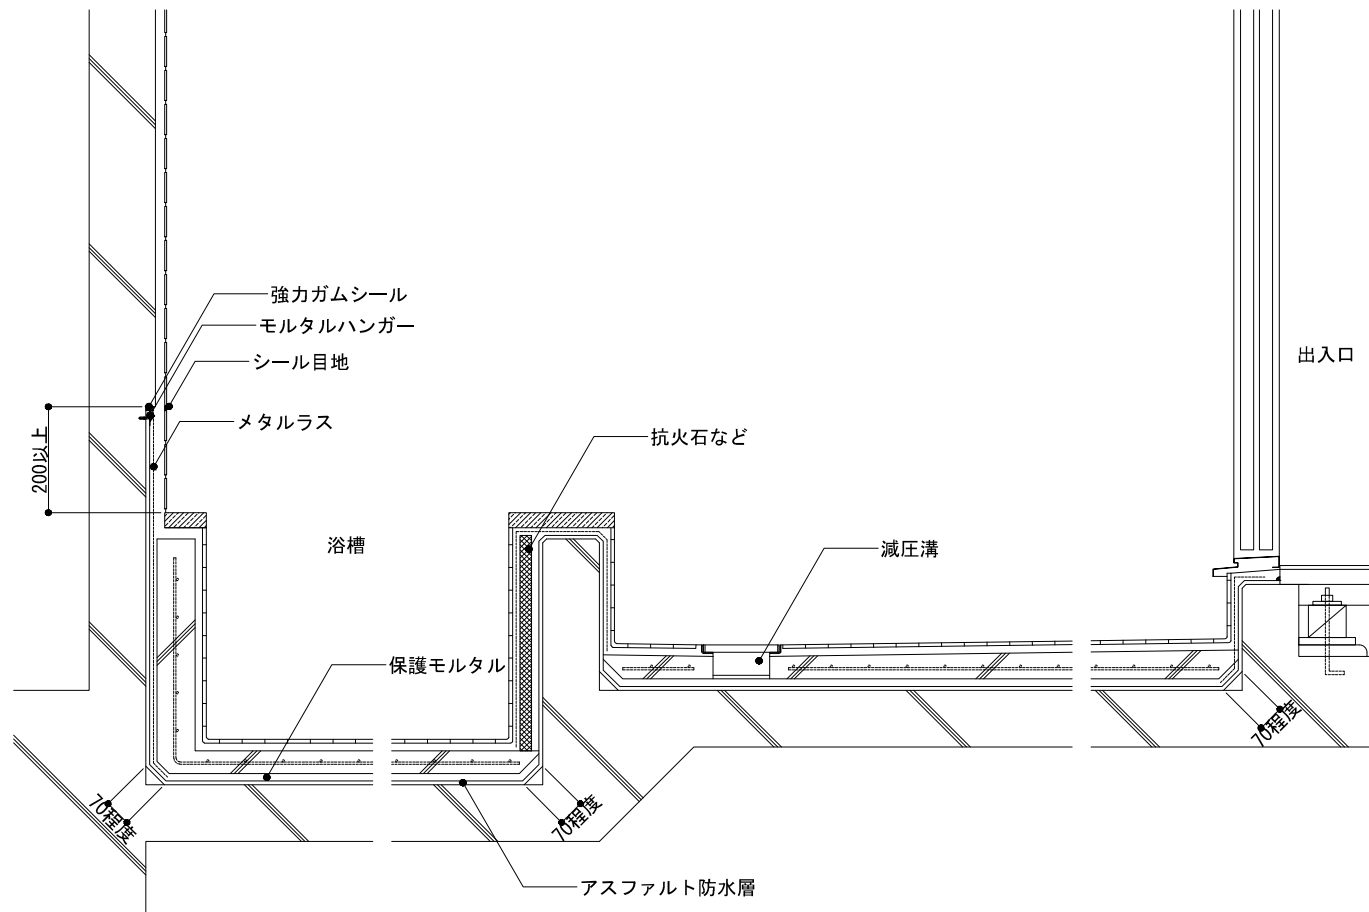 強力ガムシール
モルタルハンガー
シール目地
出入口
メタルラス
抗火石など
200以上
浴槽
減圧溝
保護モルタル
70程度
70程度
70程度
アスファルト防水層